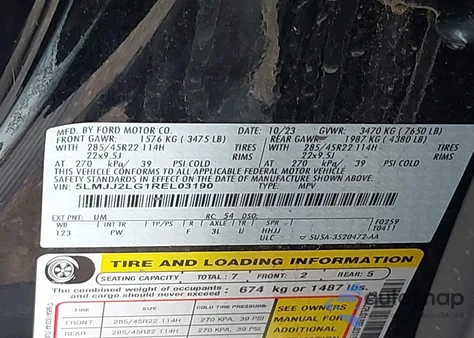 MFD. BY FORD MOTOR CO. 10/23 GVWR: 3470 KG ( 7650 LB)
FRONT GAWR: 1576 KG ( 3475 LB) REAR GAWR: 1987 KG ( 4380 LB)
WITH 285/45R22 114H TIRES WITH 285/45R22 114H TIRES
22x9.5J RIMS 22x9.5J RIMS
AT 270 kPa/ 39 PSI COLD AT 270 kPa/ 39 PSI COLD
THIS VEHICLE CONFORMS TO ALL APPLICABLE FEDERAL MOTOR VEHICLE
SAFETY STANDARDS IN EFFECT ON THE DATE OF MANUFACTURE SHOWN ABOVE.
VIN: 5LMJJ2LG1REL03190 TYPE: MPV
EXT PNT: UM RC: 54 DSO:
WB INT TR TP/PS R AXLE TR SPR F0259
123 PW F 3L U HHJJ T0411
ULC 5U5A-3520472-AA
TIRE AND LOADING INFORMATION
SEATING CAPACITY TOTAL : 7 FRONT : 2 REAR: 5
The combined weight of occupants and cargo should never exceed : 674 kg or 1487 lbs.
TIRE SIZE COLD TIRE PRESSURE SEE OWNERS
FRONT 285/45R22 114H 270 KPA, 39 PSI MANUAL FOR
REAR 285/45R22 114H 270 KPA, 39 PSI ADDITIONAL
automap